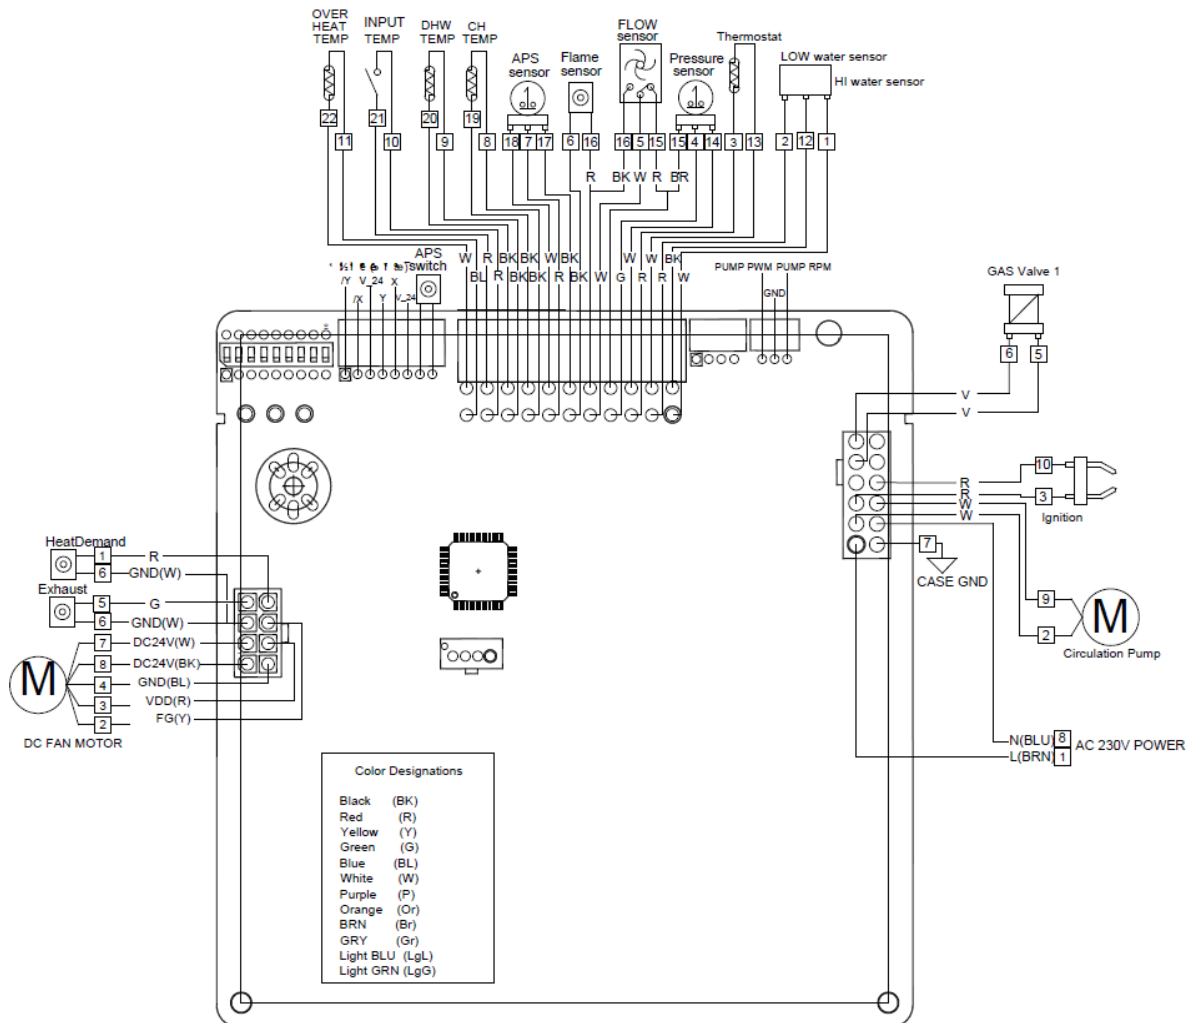 OVER
HEAT
TEMP
INPUT
TEMP
DHW
TEMP
CH
TEMP
APS
sensor
Flame
sensor
FLOW
sensor
Pressure
sensor
Thermostat
LOW water sensor
HI water sensor
22 21 20 19
11 10 9 8 18 7 17 6 16 16 5 15 15 4 14 3 13 2 12 1
R BK W R BR
W R BK BK W BK W W BK
BL R BK BK R BK W G R R W
APS
switch
/Y V_24 X
/X Y V_24
PUMP PWM PUMP RPM
GND
GAS Valve 1
6 5
V
V
10
R
R
3
W
W
Ignition
7
CASE GND
9
M
2
Circulation Pump
N(BLU) 8
L(BRN) 1
AC 230V POWER
HeatDemand
1 R
6 GND(W)
Exhaust
5 G
6 GND(W)
7 DC24V(W)
8 DC24V(BK)
M
4 GND(BL)
3 VDD(R)
2 FG(Y)
DC FAN MOTOR
Color Designations
Black (BK)
Red (R)
Yellow (Y)
Green (G)
Blue (BL)
White (W)
Purple (P)
Orange (Or)
BRN (Br)
GRY (Gr)
Light BLU (LgL)
Light GRN (LgG)